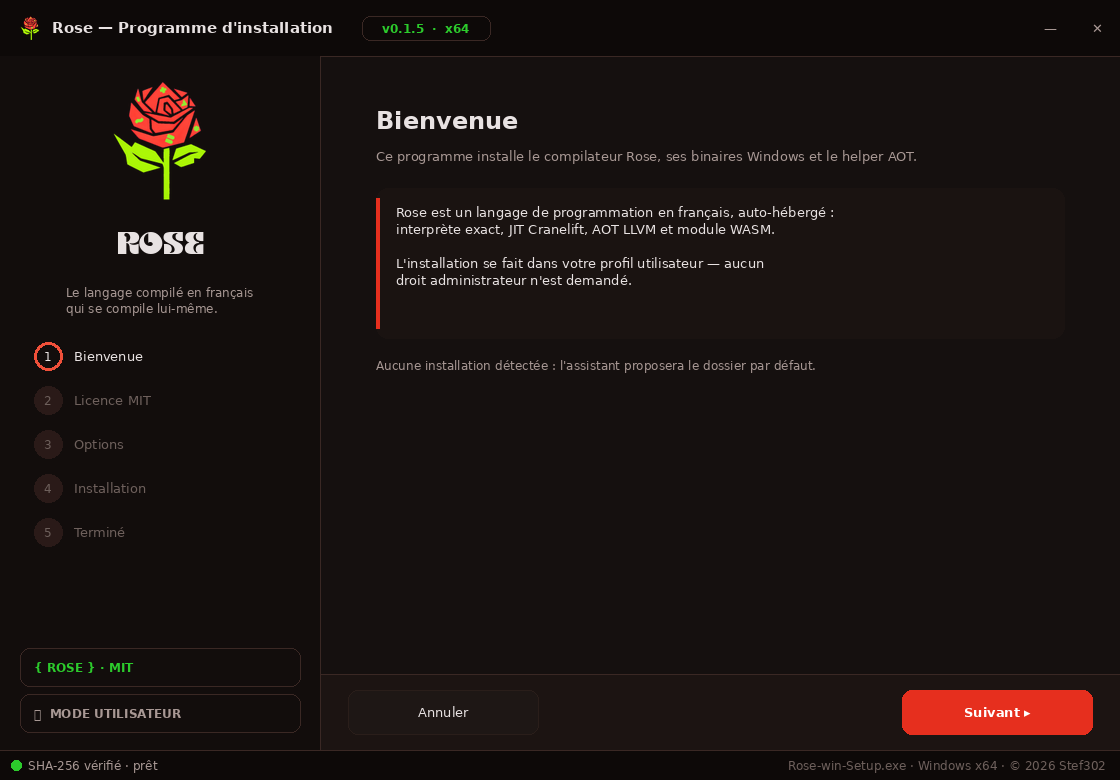 Rose — Programme d'installation
v0.1.5 · x64
ROSE
Le langage compilé en français
qui se compile lui-même.
1 Bienvenue
2 Licence MIT
3 Options
4 Installation
5 Terminé
{ ROSE } · MIT
MODE UTILISATEUR
Bienvenue
Ce programme installe le compilateur Rose, ses binaires Windows et le helper AOT.
Rose est un langage de programmation en français, auto-hébergé :
interprète exact, JIT Cranelift, AOT LLVM et module WASM.
L'installation se fait dans votre profil utilisateur — aucun
droit administrateur n'est demandé.
Aucune installation détectée : l'assistant proposera le dossier par défaut.
Annuler
Suivant ▸
SHA-256 vérifié · prêt
Rose-win-Setup.exe · Windows x64 · © 2026 Stef302